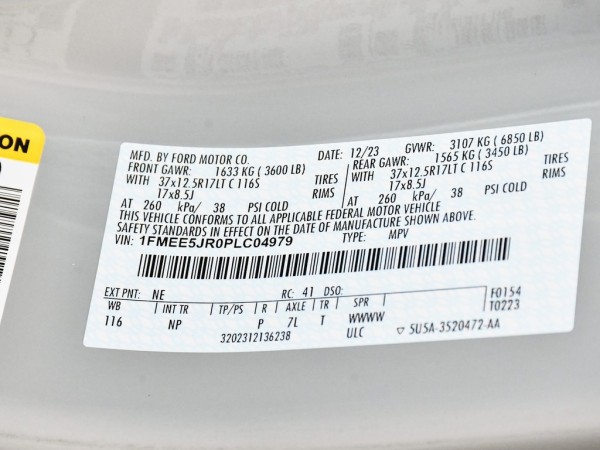 ON
MFD. BY FORD MOTOR CO. DATE: 12/23 GVWR: 3107 KG ( 6850 LB)
FRONT GAWR: 1633 KG ( 3600 LB) REAR GAWR: 1565 KG ( 3450 LB)
WITH 37x12.5R17LT C 116S TIRES WITH 37x12.5R17LT C 116S TIRES
17x8.5J RIMS 17x8.5J RIMS
AT 260 kPa/ 38 PSI COLD AT 260 kPa/ 38 PSI COLD
THIS VEHICLE CONFORMS TO ALL APPLICABLE FEDERAL MOTOR VEHICLE
SAFETY STANDARDS IN EFFECT ON THE DATE OF MANUFACTURE SHOWN ABOVE.
VIN: 1FMEE5JR0PLC04979 TYPE: MPV
EXT PNT: NE RC: 41 DSO: F0154
WB INT TR TP/PS R AXLE TR SPR T0223
116 NP P 7L T WWWW
3202312136238 ULC ▽ 5U5A-3520472-AA